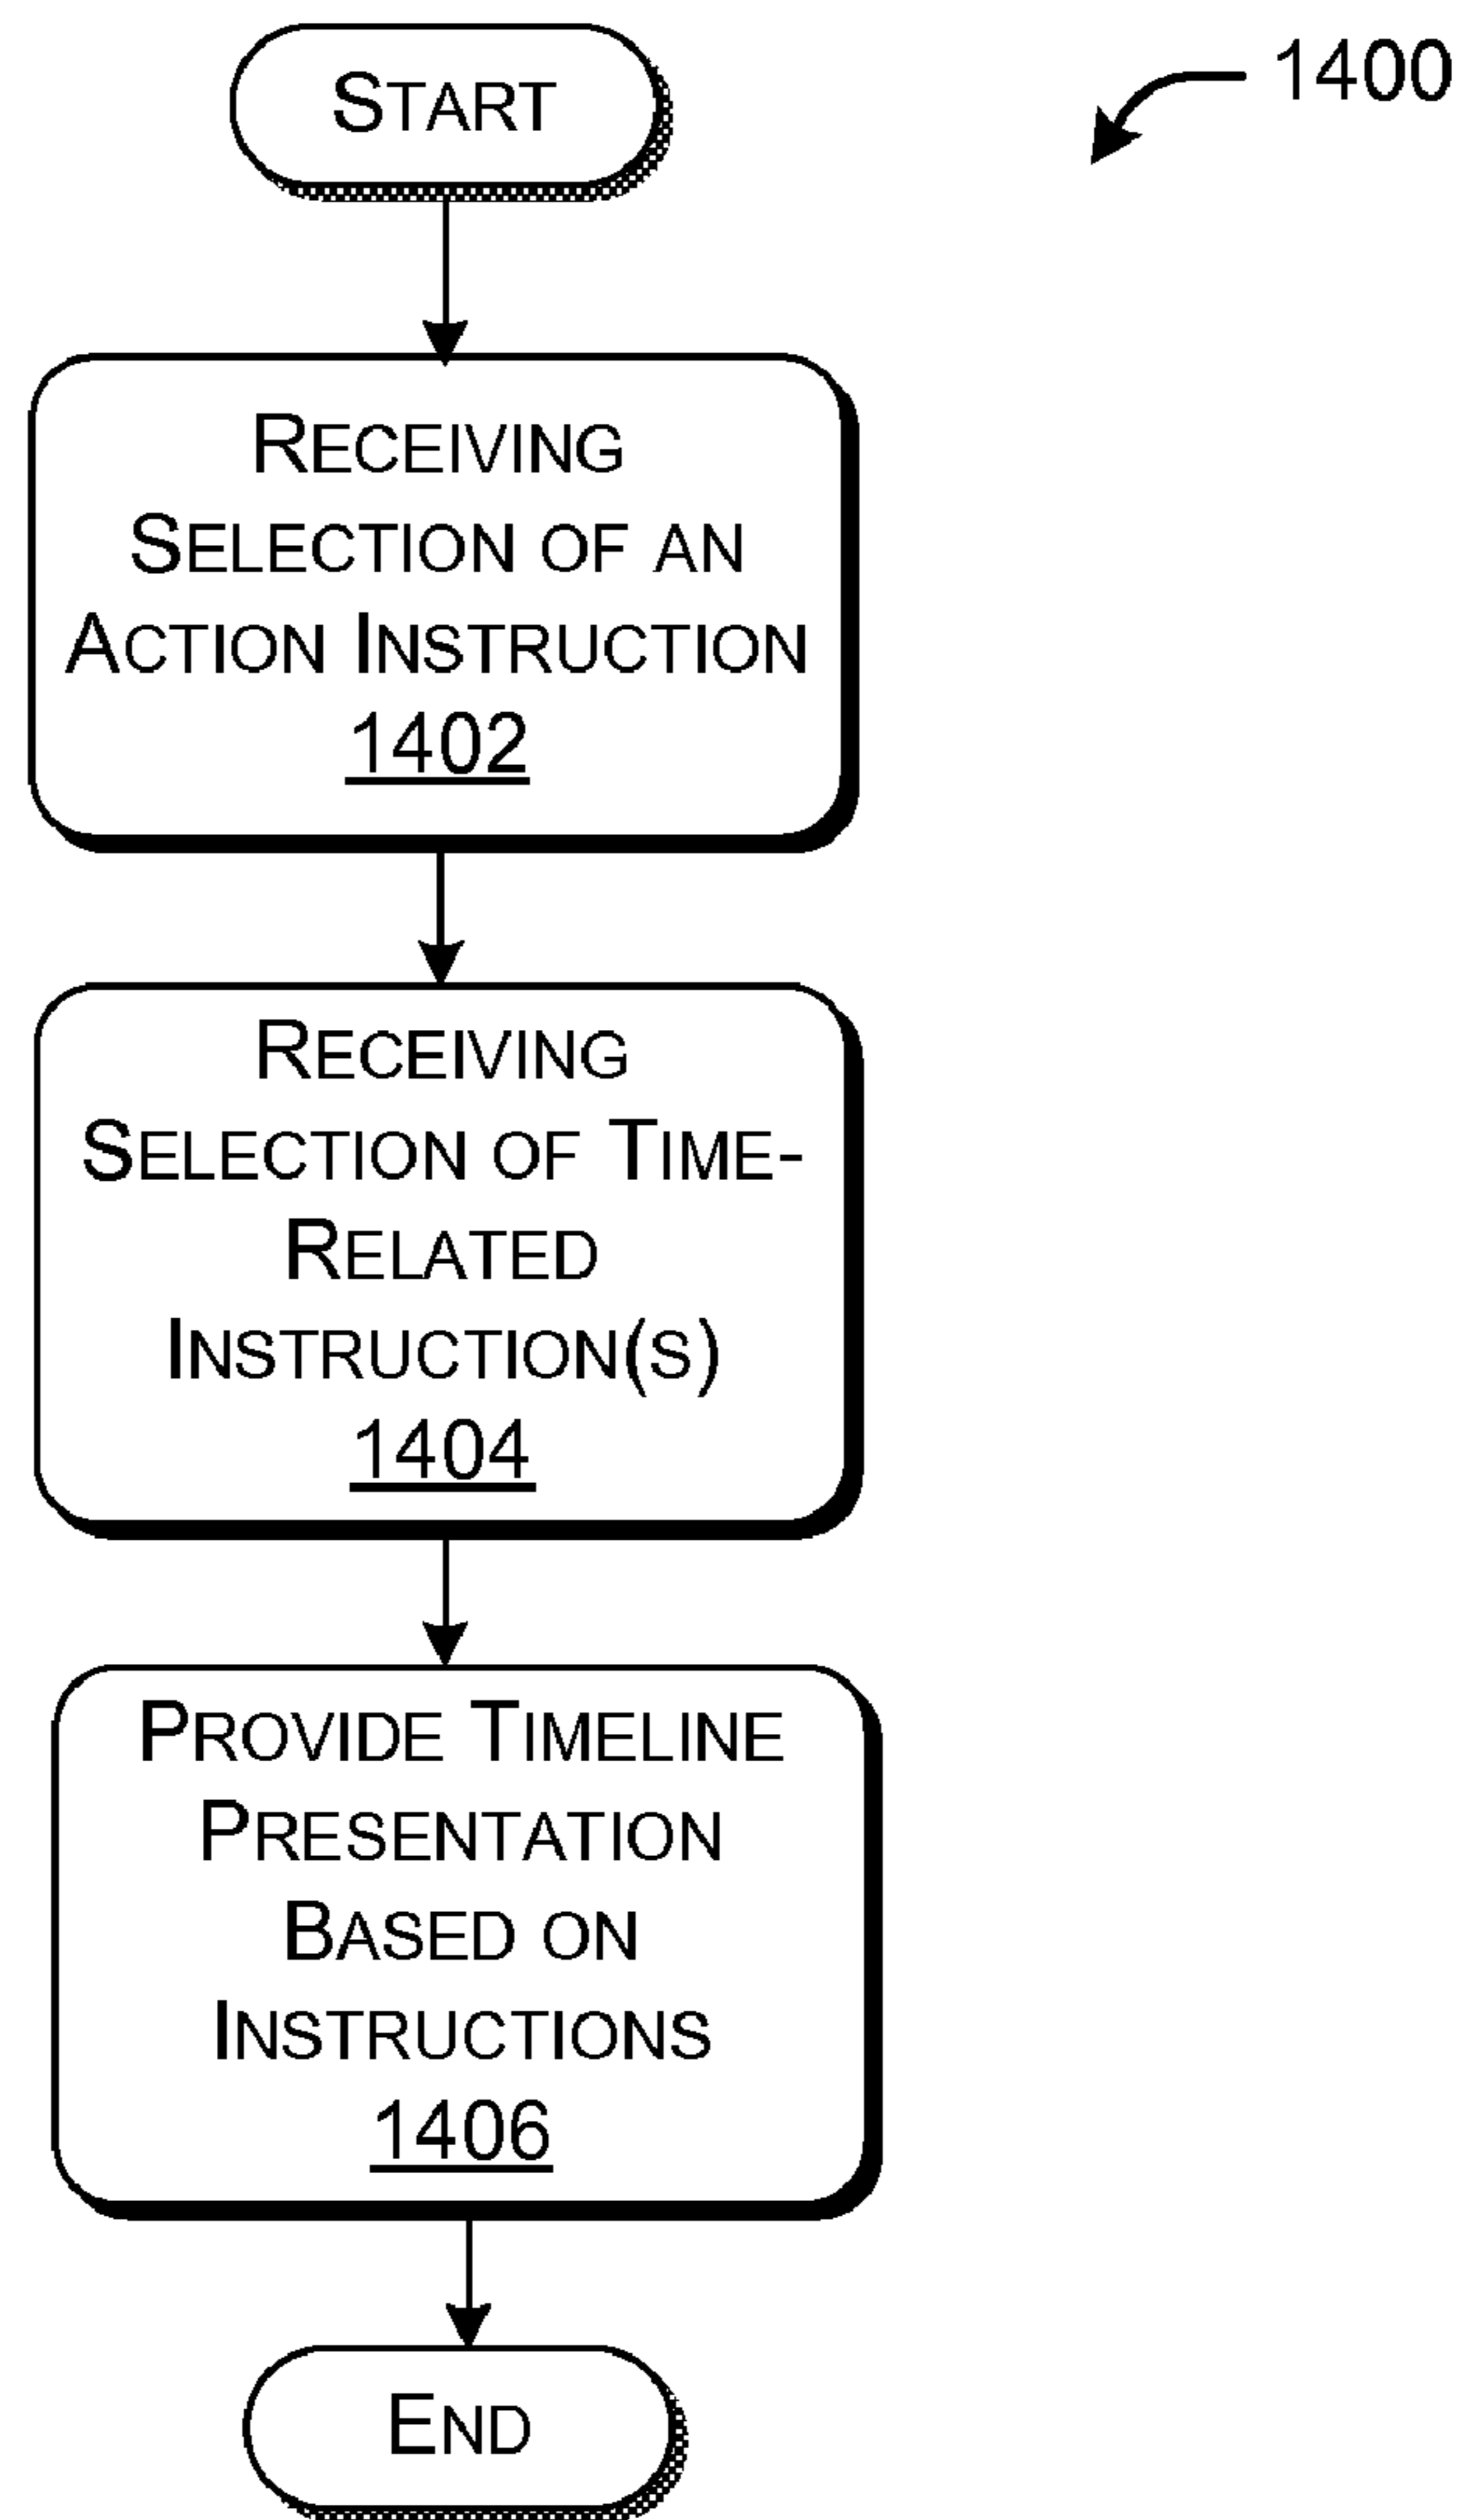 START
1400
RECEIVING
SELECTION OF AN
ACTION INSTRUCTION
1402
RECEIVING
SELECTION OF TIME-
RELATED
INSTRUCTION(S)
1404
PROVIDE TIMELINE
PRESENTATION
BASED ON
INSTRUCTIONS
1406
END